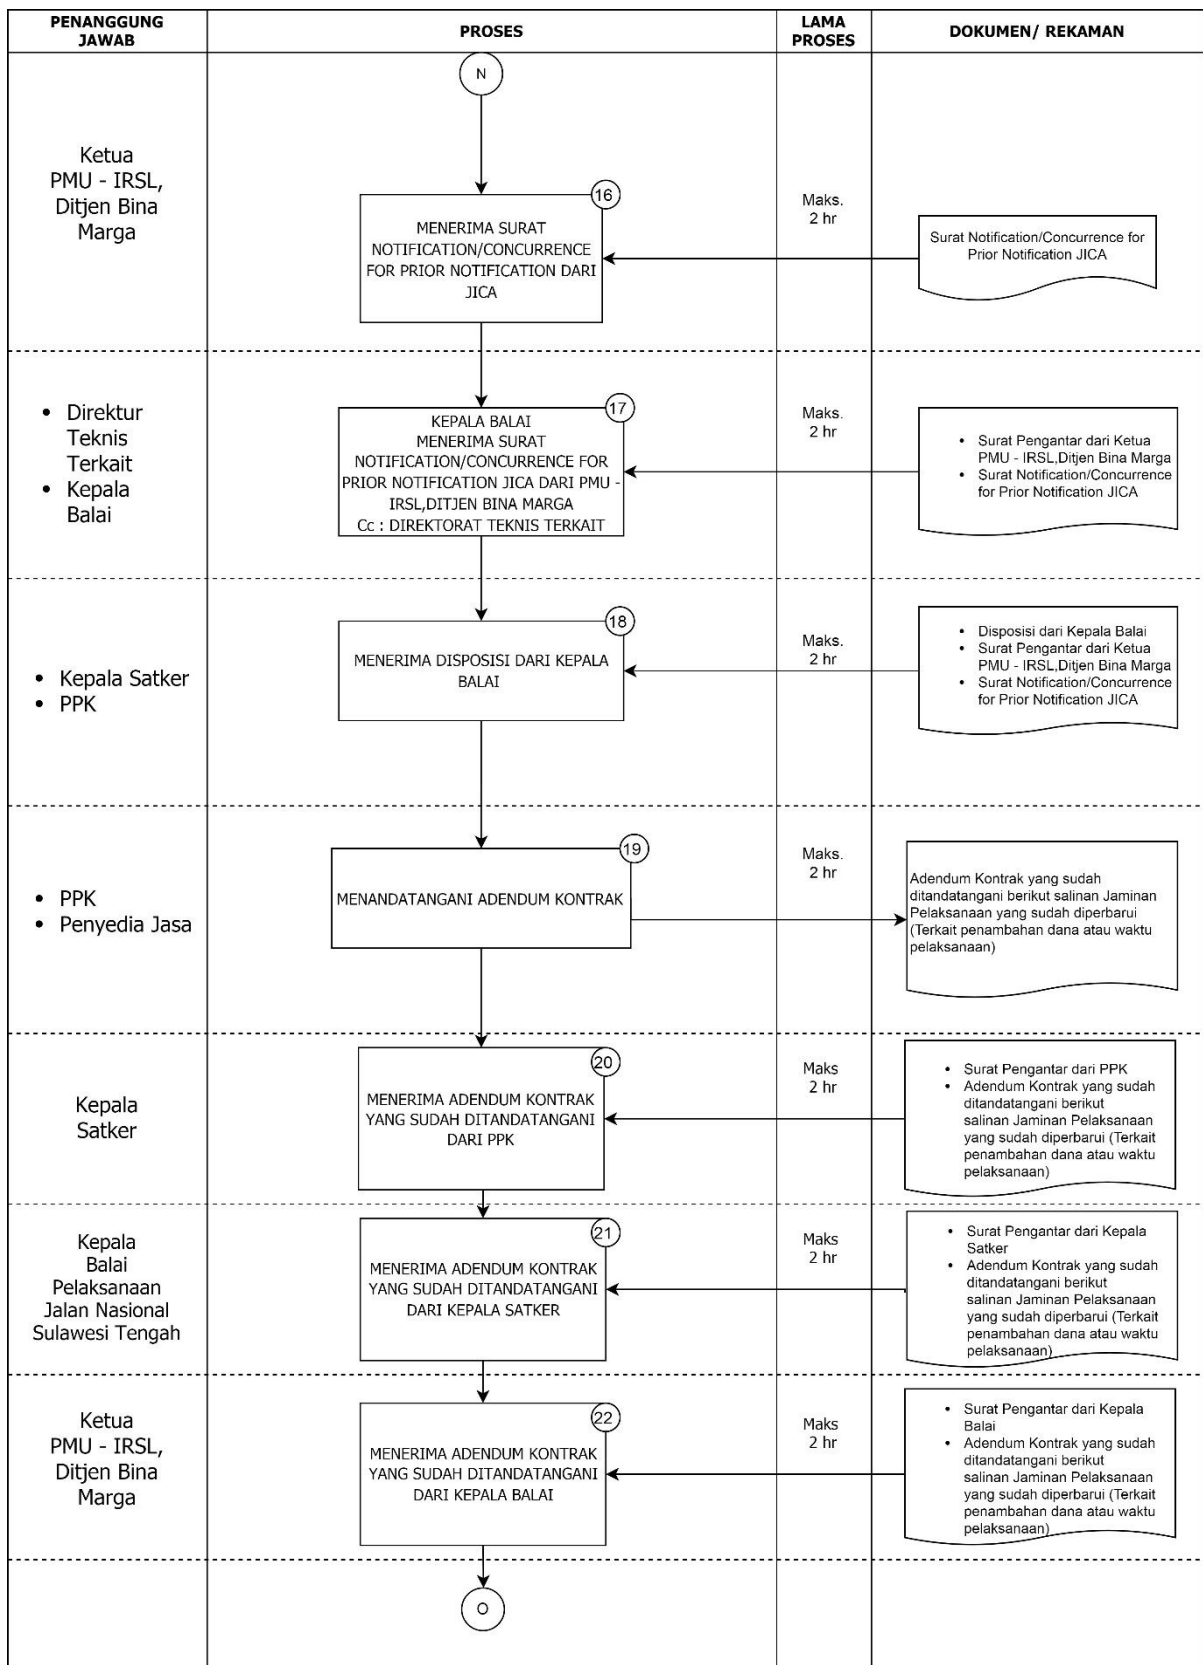 PENANGGUNG
JAWAB
PROSES
LAMA
PROSES
DOKUMEN/ REKAMAN
N
Ketua
PMU - IRSL,
Ditjen Bina
Marga
16
MENERIMA SURAT
NOTIFICATION/CONCURRENCE
FOR PRIOR NOTIFICATION DARI
JICA
Maks.
2 hr
Surat Notification/Concurrence for
Prior Notification JICA
• Direktur
Teknis
Terkait
• Kepala
Balai
17
KEPALA BALAI
MENERIMA SURAT
NOTIFICATION/CONCURRENCE FOR
PRIOR NOTIFICATION JICA DARI PMU -
IRSL,DITJEN BINA MARGA
Cc : DIREKTORAT TEKNIS TERKAIT
Maks.
2 hr
• Surat Pengantar dari Ketua
PMU - IRSL,Ditjen Bina Marga
• Surat Notification/Concurrence
for Prior Notification JICA
• Kepala Satker
• PPK
18
MENERIMA DISPOSISI DARI KEPALA
BALAI
Maks.
2 hr
• Disposisi dari Kepala Balai
• Surat Pengantar dari Ketua
PMU - IRSL,Ditjen Bina Marga
• Surat Notification/Concurrence
for Prior Notification JICA
• PPK
• Penyedia Jasa
19
MENANDATANGANI ADENDUM KONTRAK
Maks.
2 hr
Adendum Kontrak yang sudah
ditandatangani berikut salinan Jaminan
Pelaksanaan yang sudah diperbarui
(Terkait penambahan dana atau waktu
pelaksanaan)
Kepala
Satker
20
MENERIMA ADENDUM KONTRAK
YANG SUDAH DITANDATANGANI
DARI PPK
Maks
2 hr
• Surat Pengantar dari PPK
• Adendum Kontrak yang sudah
ditandatangani berikut
salinan Jaminan Pelaksanaan
yang sudah diperbarui (Terkait
penambahan dana atau waktu
pelaksanaan)
Kepala
Balai
Pelaksanaan
Jalan Nasional
Sulawesi Tengah
21
MENERIMA ADENDUM KONTRAK
YANG SUDAH DITANDATANGANI
DARI KEPALA SATKER
Maks
2 hr
• Surat Pengantar dari Kepala
Satker
• Adendum Kontrak yang sudah
ditandatangani berikut
salinan Jaminan Pelaksanaan
yang sudah diperbarui (Terkait
penambahan dana atau waktu
pelaksanaan)
Ketua
PMU - IRSL,
Ditjen Bina
Marga
22
MENERIMA ADENDUM KONTRAK
YANG SUDAH DITANDATANGANI
DARI KEPALA BALAI
Maks
2 hr
• Surat Pengantar dari Kepala
Balai
• Adendum Kontrak yang sudah
ditandatangani berikut
salinan Jaminan Pelaksanaan
yang sudah diperbarui (Terkait
penambahan dana atau waktu
pelaksanaan)
O